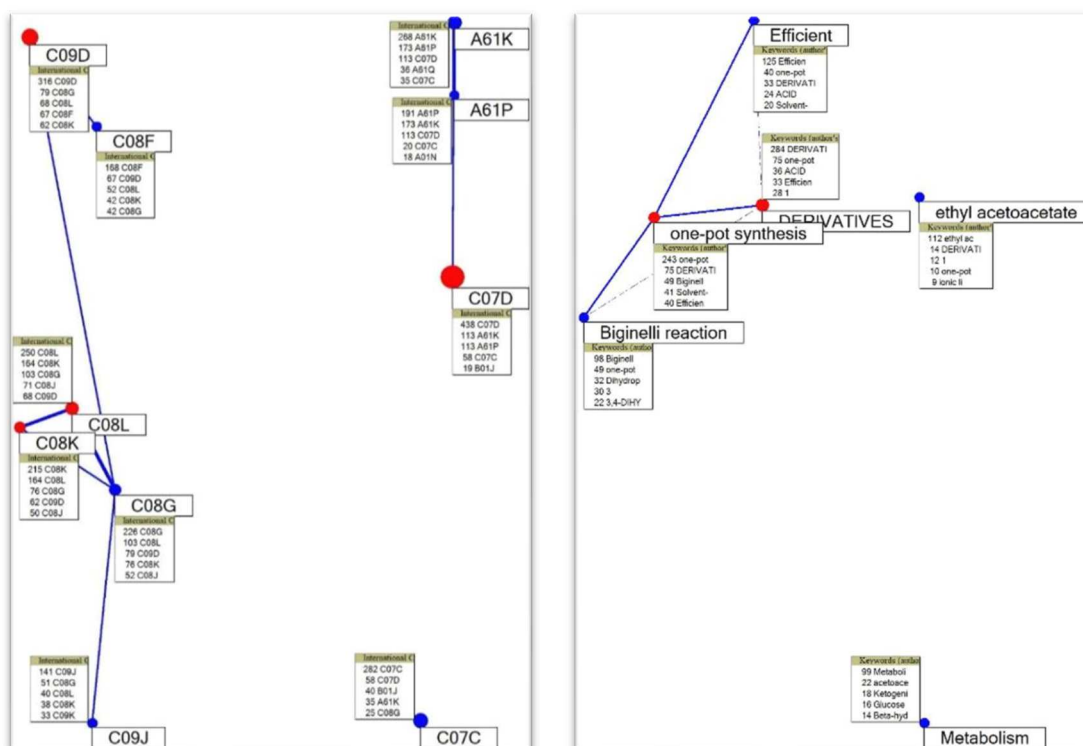 C09D
International C
316 C09D
79 C08G
68 C08L
67 C08F
62 C08K
C08F
International C
168 C08F
67 C09D
52 C08L
42 C08K
42 C08G
International C
268 A61K
173 A61P
113 C07D
36 A61Q
35 C07C
A61K
A61P
191 A61P
173 A61K
113 C07D
20 C07C
18 A01N
C07D
International C
438 C07D
113 A61K
113 A61P
58 C07C
19 B01J
International C
250 C08L
164 C08K
103 C08G
71 C08J
68 C09D
C08L
C08K
International C
215 C08K
164 C08L
76 C08G
62 C09D
50 C08J
C08G
International C
226 C08G
103 C08L
79 C09D
76 C08K
52 C08J
International C
141 C09J
51 C08G
40 C08L
38 C08K
33 C09K
C09J
International C
282 C07C
58 C07D
40 B01J
35 A61K
25 C08G
C07C
Efficient
Keywords (author'
125 Efficien
40 one-pot
33 DERIVATI
24 ACID
20 Solvent-
Keywords (author's
284 DERIVATI
75 one-pot
36 ACID
33 Efficien
28 1
DERIVATIVES
one-pot synthesis
Keywords (author'
243 one-pot
75 DERIVATI
49 Biginell
41 Solvent-
40 Efficien
Biginelli reaction
Keywords (autho
98 Biginell
49 one-pot
32 Dihydrop
30 3
22 3,4-DIHY
ethyl acetoacetate
Keywords (author'
112 ethyl ac
14 DERIVATI
12 1
10 one-pot
9 ionic li
Keywords (autho
99 Metaboli
22 acetoace
18 Ketogeni
16 Glucose
14 Beta-hyd
Metabolism